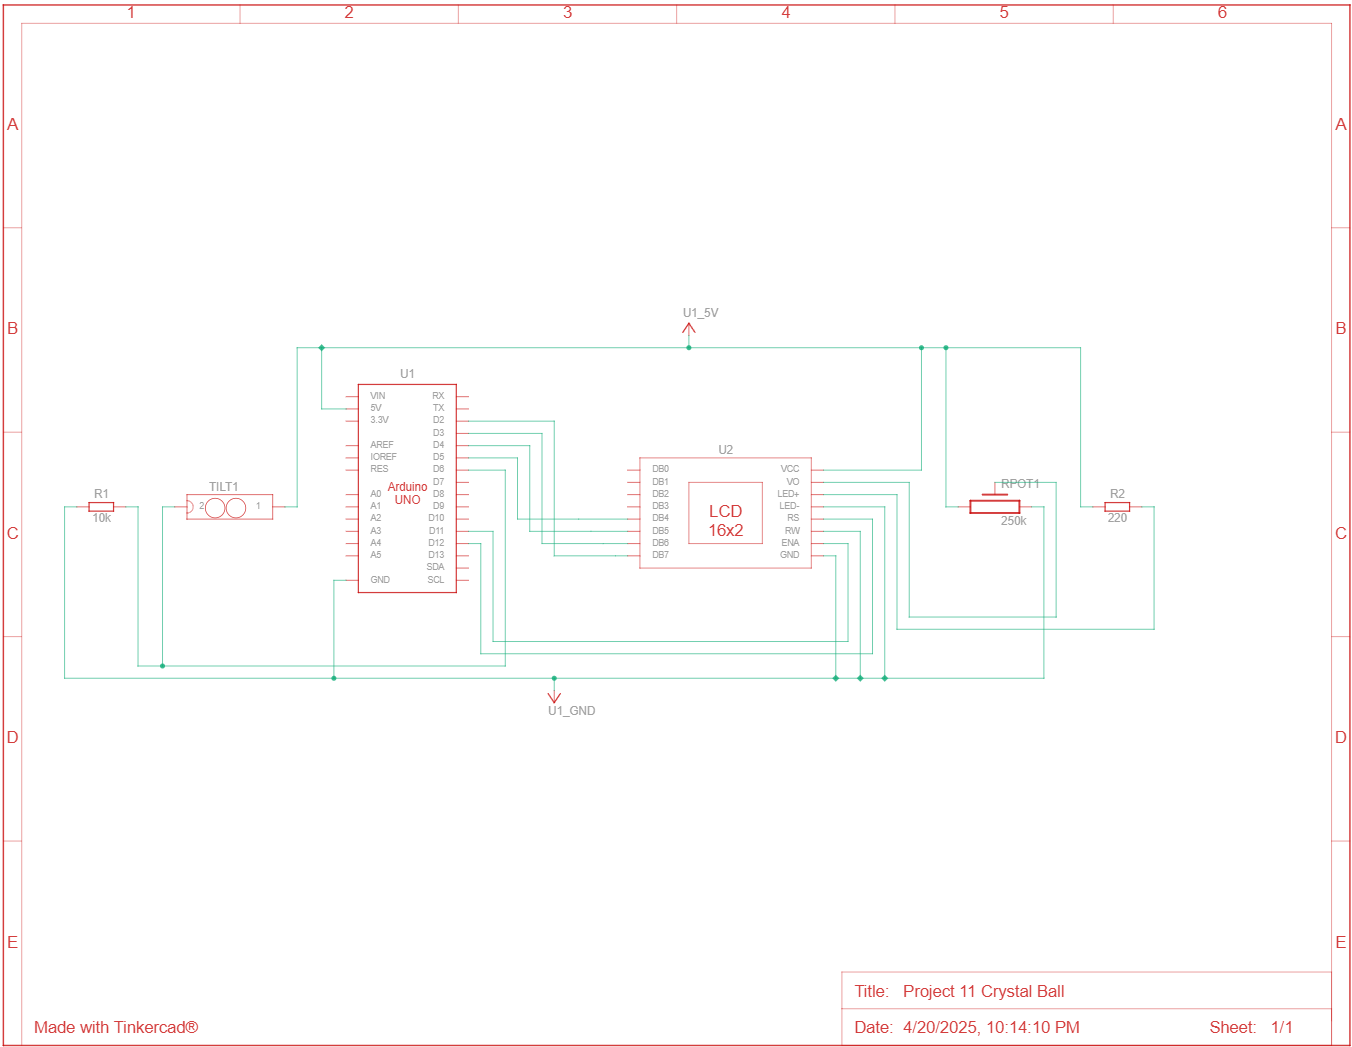 1 2 3 4 5 6
A A
B B
C C
D D
E E
U1_5V
U1
VIN RX
5V TX
3.3V D2
D3
AREF D4
IOREF D5
RES D6
D7
A0 D8
A1 D9
A2 D10
A3 D11
A4 D12
A5 D13
SDA
GND SCL
Arduino
UNO
R1
10k
TILT1
2 1
U2
DB0 VCC
DB1 VO
DB2 LED+
DB3 LED-
DB4 RS
DB5 RW
DB6 ENA
DB7 GND
LCD
16x2
RPOT1
250k
R2
220
U1_GND
Title: Project 11 Crystal Ball
Made with Tinkercad®
Date: 4/20/2025, 10:14:10 PM Sheet: 1/1